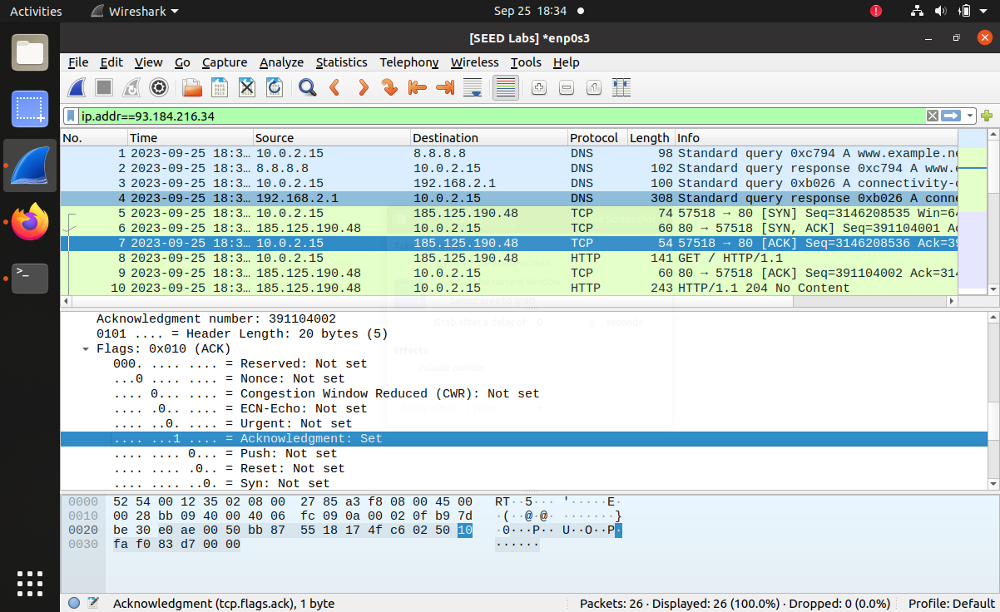 Activities Wireshark Sep 25 18:34
[SEED Labs] *enp0s3
File Edit View Go Capture Analyze Statistics Telephony Wireless Tools Help
ip.addr==93.184.216.34
No. Time Source Destination Protocol Length Info
1 2023-09-25 18:3… 10.0.2.15 8.8.8.8 DNS 98 Standard query 0xc794 A www.example.ne
2 2023-09-25 18:3… 8.8.8.8 10.0.2.15 DNS 102 Standard query response 0xc794 A www.e
3 2023-09-25 18:3… 10.0.2.15 192.168.2.1 DNS 100 Standard query 0xb026 A connectivity-c
4 2023-09-25 18:3… 192.168.2.1 10.0.2.15 DNS 308 Standard query response 0xb026 A conne
5 2023-09-25 18:3… 10.0.2.15 185.125.190.48 TCP 74 57518 → 80 [SYN] Seq=3146208535 Win=64
6 2023-09-25 18:3… 185.125.190.48 10.0.2.15 TCP 60 80 → 57518 [SYN, ACK] Seq=391104001 Ac
7 2023-09-25 18:3… 10.0.2.15 185.125.190.48 TCP 54 57518 → 80 [ACK] Seq=3146208536 Ack=39
8 2023-09-25 18:3… 10.0.2.15 185.125.190.48 HTTP 141 GET / HTTP/1.1
9 2023-09-25 18:3… 185.125.190.48 10.0.2.15 TCP 60 80 → 57518 [ACK] Seq=391104002 Ack=314
10 2023-09-25 18:3… 185.125.190.48 10.0.2.15 HTTP 243 HTTP/1.1 204 No Content
Acknowledgment number: 391104002
Grab after a delay of 0 seconds
0101 .... = Header Length: 20 bytes (5)
Flags: 0x010 (ACK)
Effects
000. .... .... = Reserved: Not set
Include pointer
...0 .... .... = Nonce: Not set
.... 0... .... = Congestion Window Reduced (CWR): Not set
.... .0.. .... = ECN-Echo: Not set
.... ..0. .... = Urgent: Not set
.... ...1 .... = Acknowledgment: Set
.... .... 0... = Push: Not set
.... .... .0.. = Reset: Not set
.... .... ..0. = Syn: Not set
0000 52 54 00 12 35 02 08 00 27 85 a3 f8 08 00 45 00 RT··5··· '·····E·
0010 00 28 bb 09 40 00 40 06 fc 09 0a 00 02 0f b9 7d ·(··@·@· ·······}
0020 be 30 e0 ae 00 50 bb 87 55 18 17 4f c6 02 50 10 ·0···P·· U··O··P·
0030 fa f0 83 d7 00 00 ······
Acknowledgment (tcp.flags.ack), 1 byte Packets: 26 · Displayed: 26 (100.0%) · Dropped: 0 (0.0%) Profile: Default